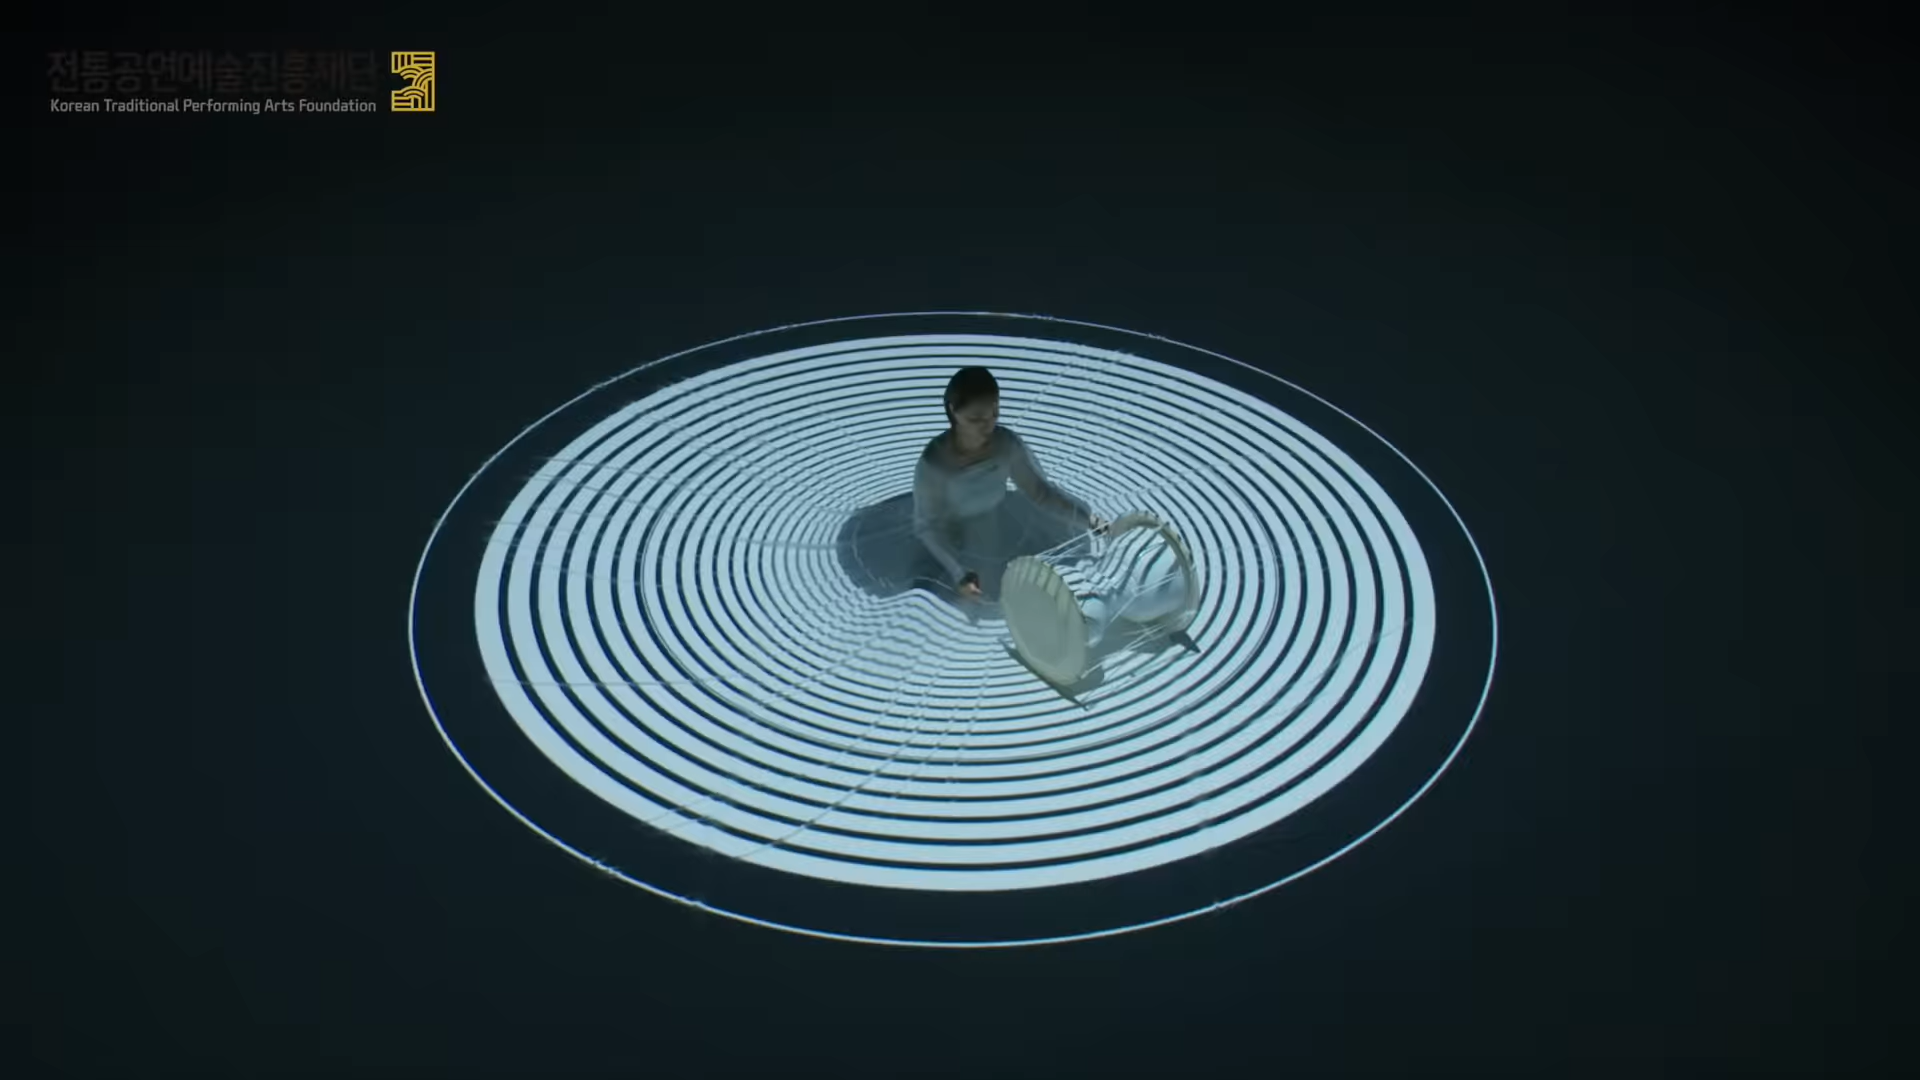 전통공연예술진흥재단
Korean Traditional Performing Arts Foundation